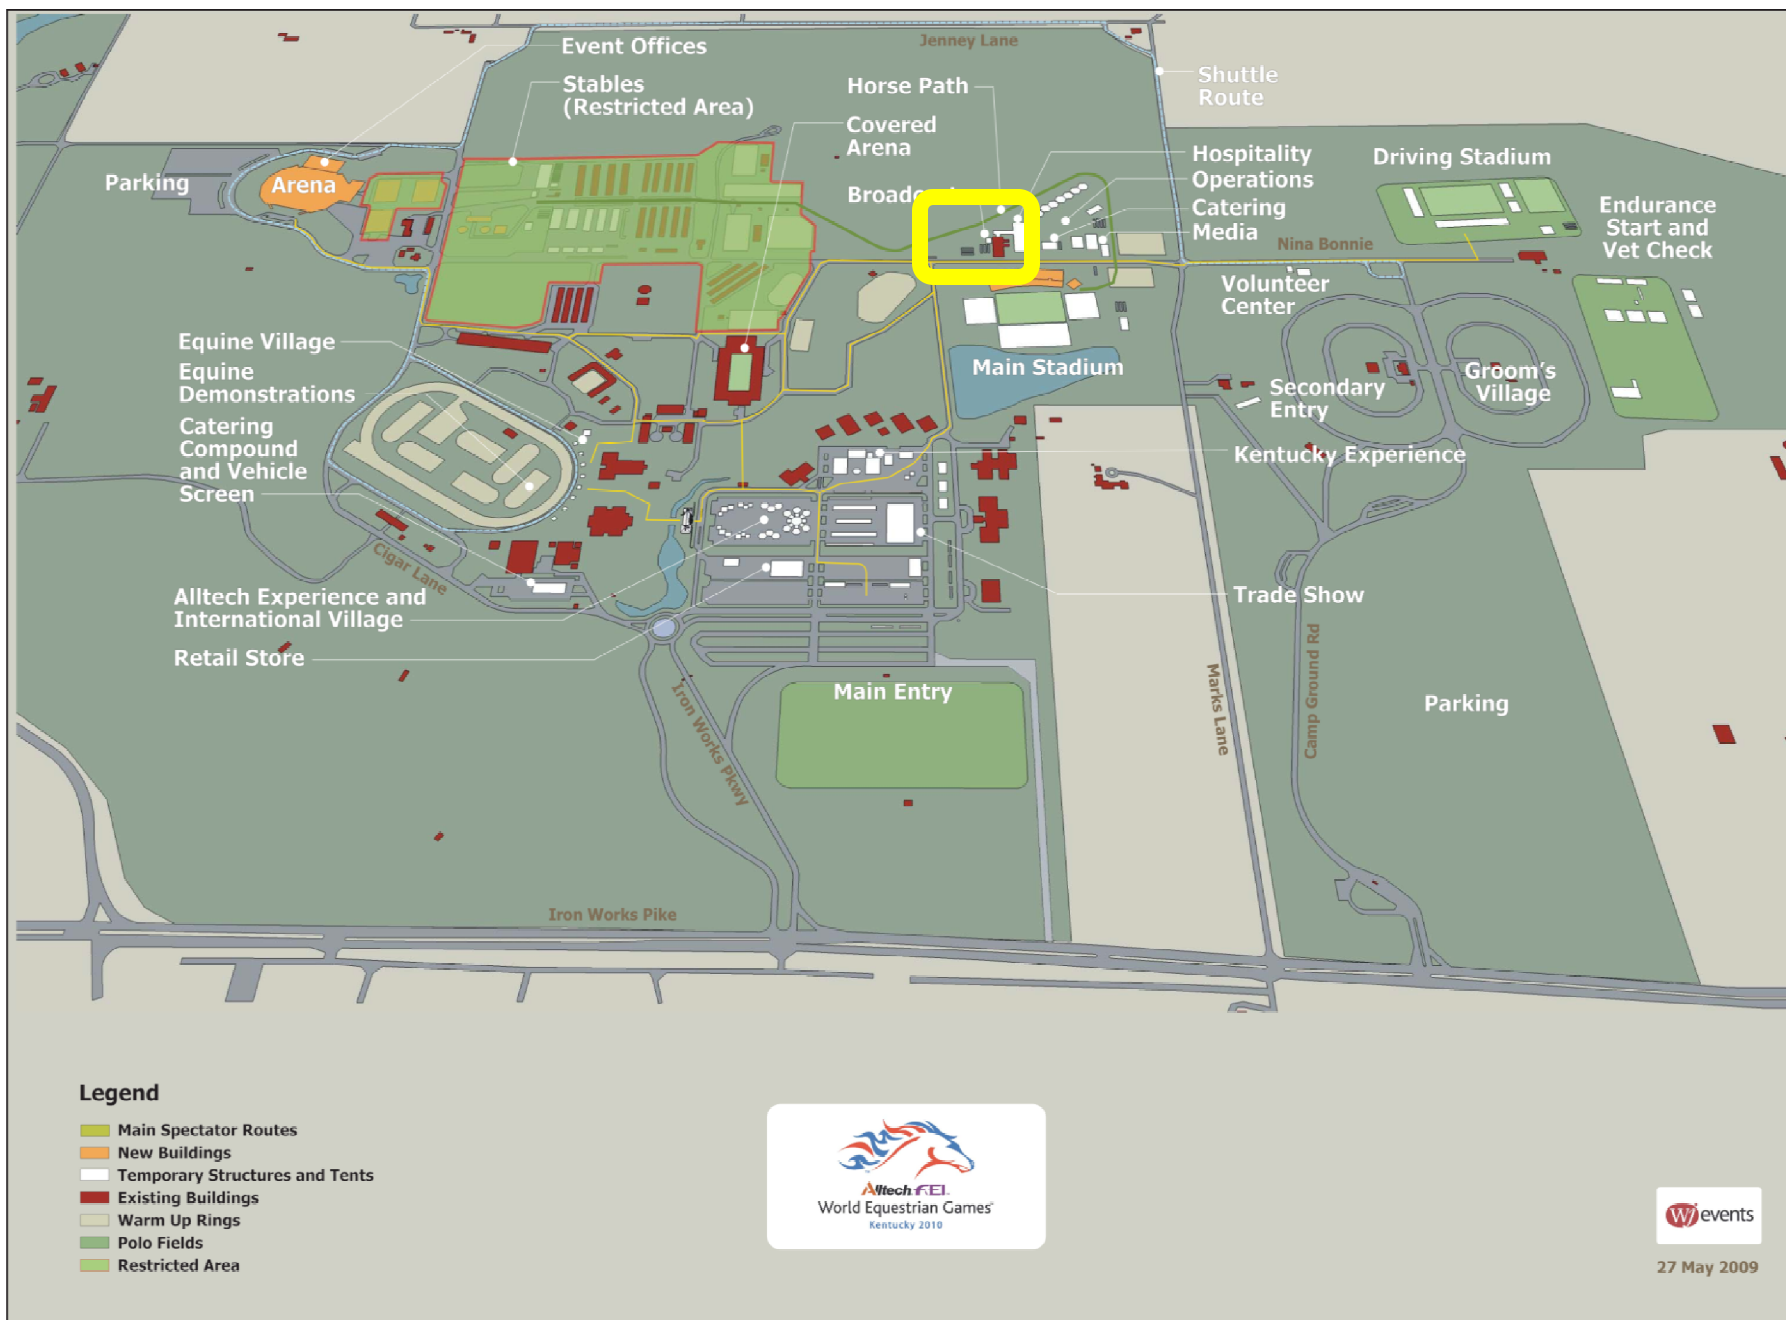 Jenney Lane
Event Offices
Stables
(Restricted Area)
Horse Path
Covered
Arena
Shuttle
Route
Hospitality
Operations
Catering
Media
Driving Stadium
Parking
Arena
Endurance
Start and
Vet Check
Nina Bonnie
Volunteer
Center
Equine Village
Equine
Demonstrations
Catering
Compound
and Vehicle
Screen
Main Stadium
Secondary
Entry
Groom's
Village
Kentucky Experience
Cigar Lane
Alltech Experience and
International Village
Retail Store
Trade Show
Main Entry
Iron Works Pkwy
Marks Lane
Camp Ground Rd
Parking
Iron Works Pike
Legend
Main Spectator Routes
New Buildings
Temporary Structures and Tents
Existing Buildings
Warm Up Rings
Polo Fields
Restricted Area
Alltech FEI
World Equestrian Games
Kentucky 2010
WJ events
27 May 2009